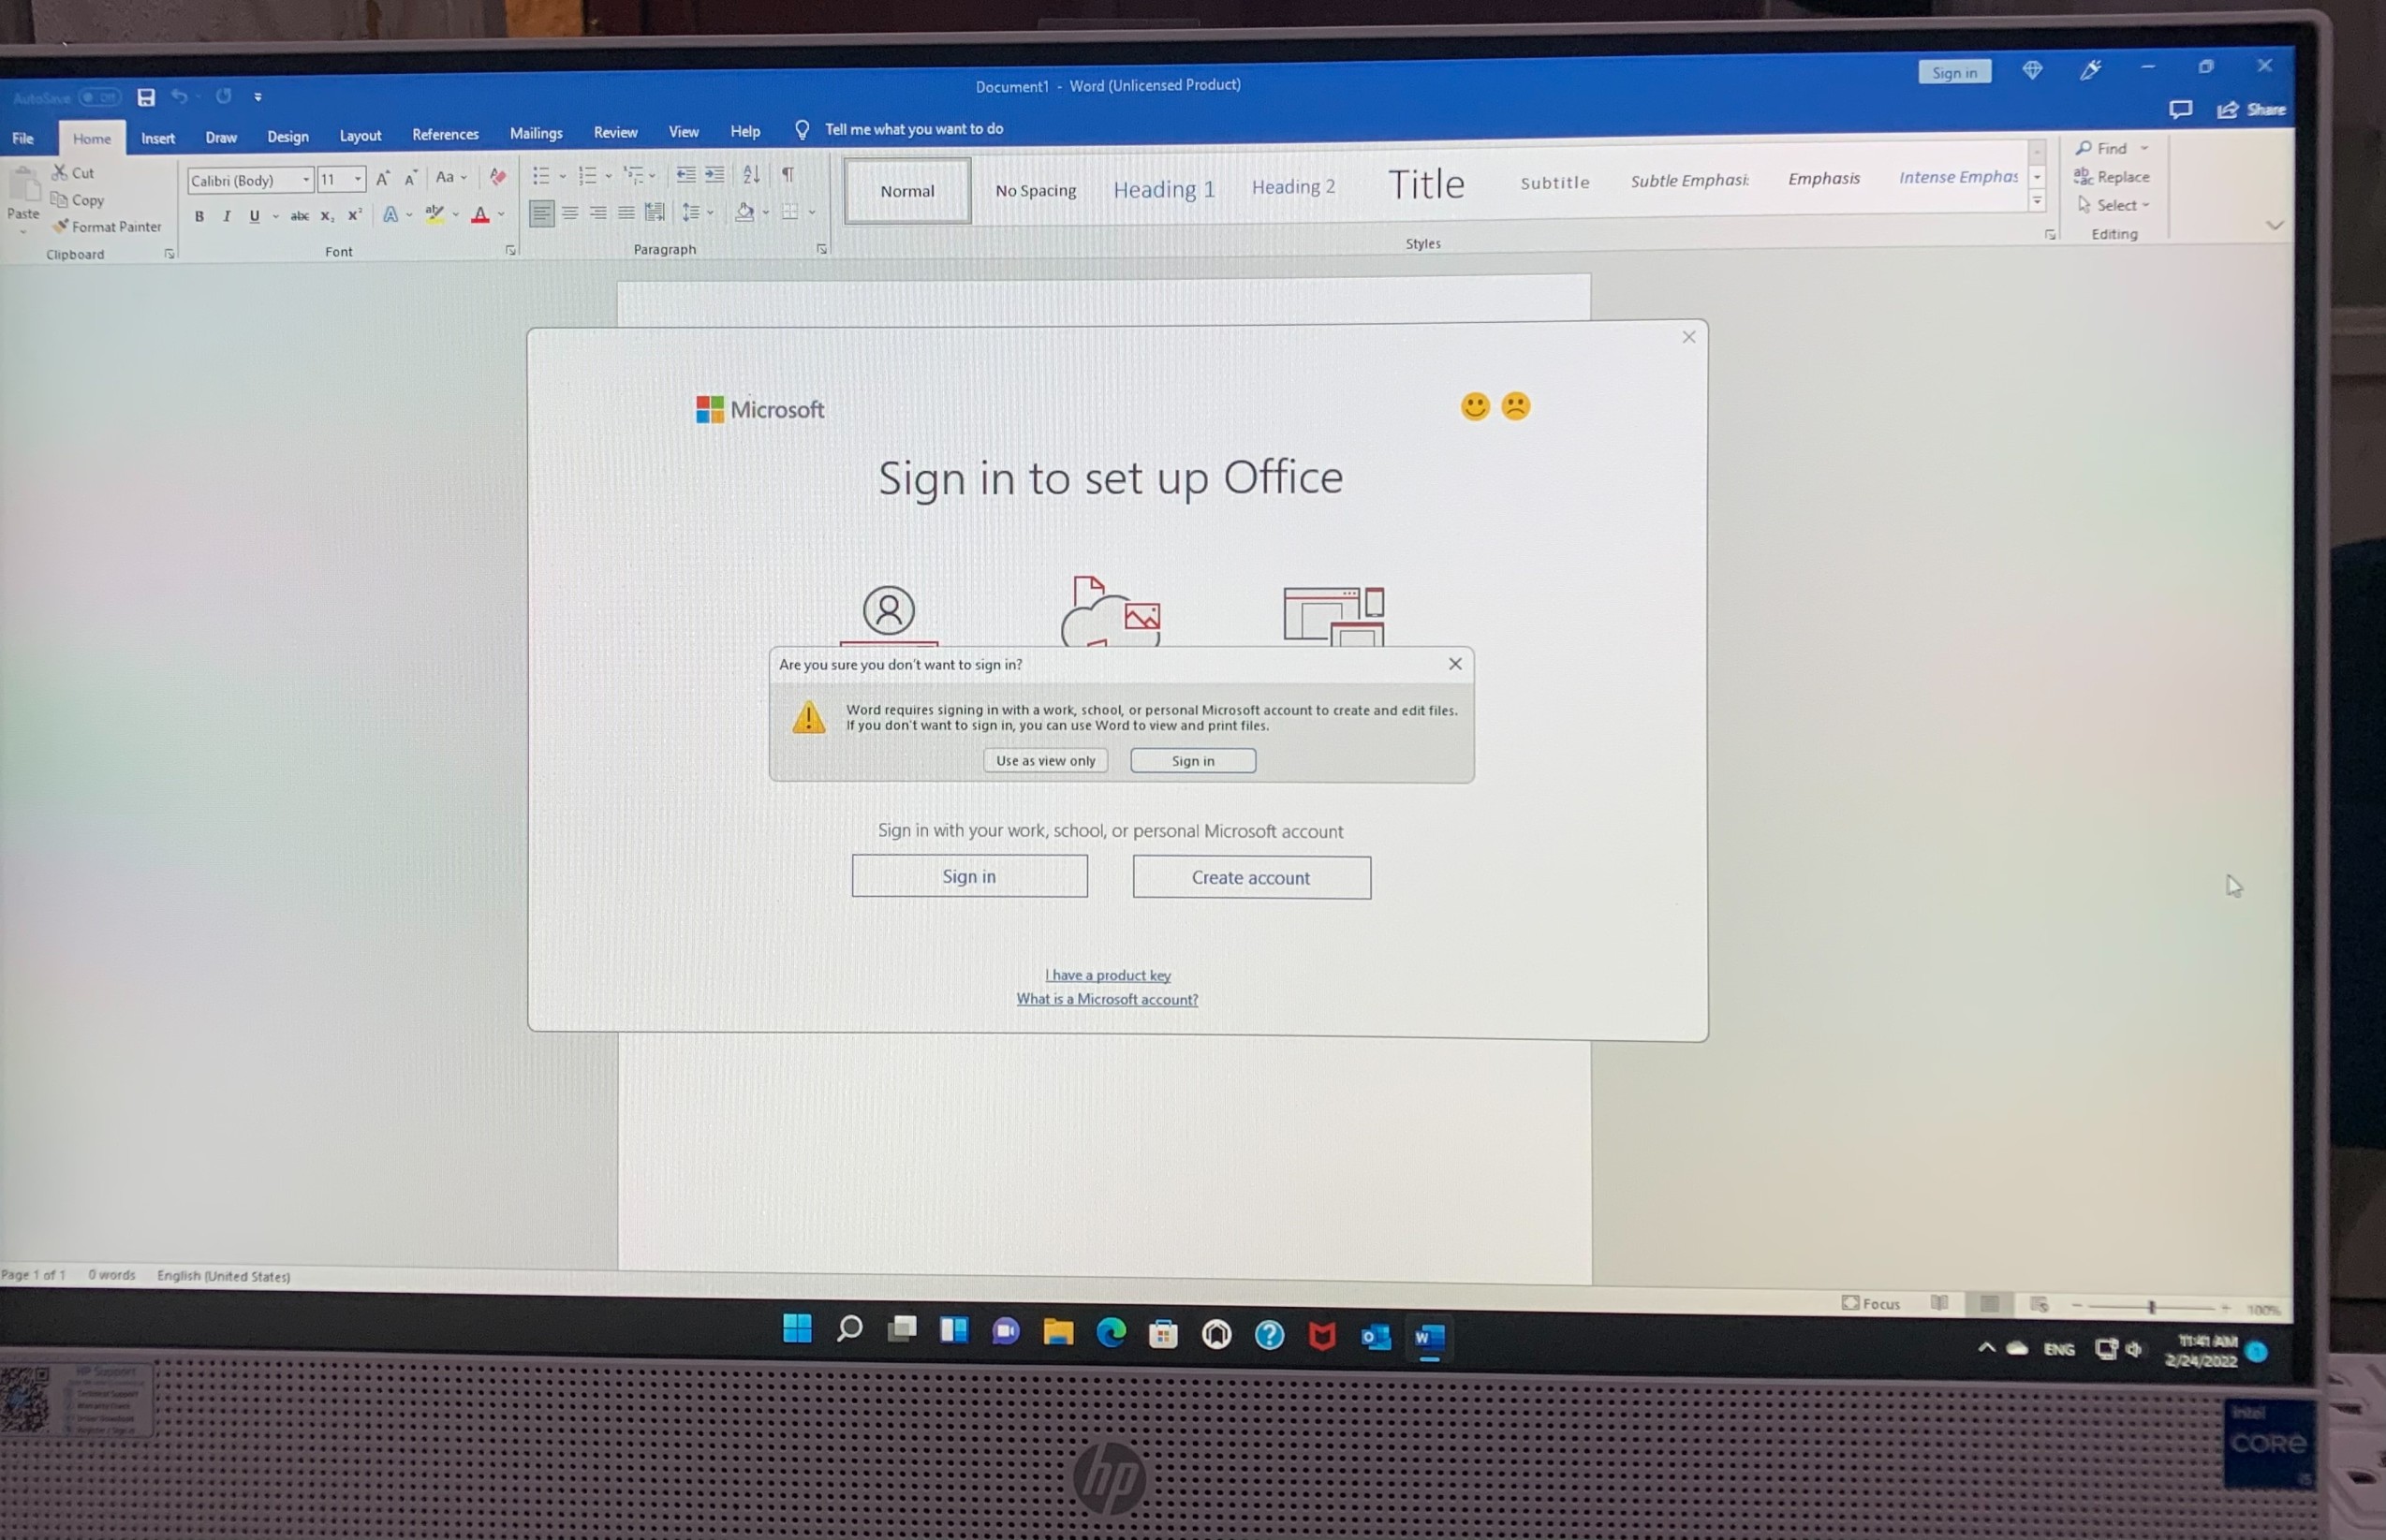 AutoSave Off
Document1 - Word (Unlicensed Product)
Sign in
File Home Insert Draw Design Layout References Mailings Review View Help Tell me what you want to do
Share
Paste
Cut
Copy
Format Painter
Clipboard
Calibri (Body) 11
Aa
B I U abc x₂ x²
A aby A
Font
Paragraph
Normal No Spacing Heading 1 Heading 2 Title Subtitle Subtle Emphasi: Emphasis Intense Emphas
Styles
Find
Replace
Select
Editing
Microsoft
Sign in to set up Office
Are you sure you don't want to sign in?
Word requires signing in with a work, school, or personal Microsoft account to create and edit files.
If you don't want to sign in, you can use Word to view and print files.
Use as view only Sign in
Sign in with your work, school, or personal Microsoft account
Sign in Create account
I have a product key
What is a Microsoft account?
Page 1 of 1 0 words English (United States)
Focus
100%
ENG
11:41 AM
2/24/2022
HP Support
hp
intel
CORE
i5